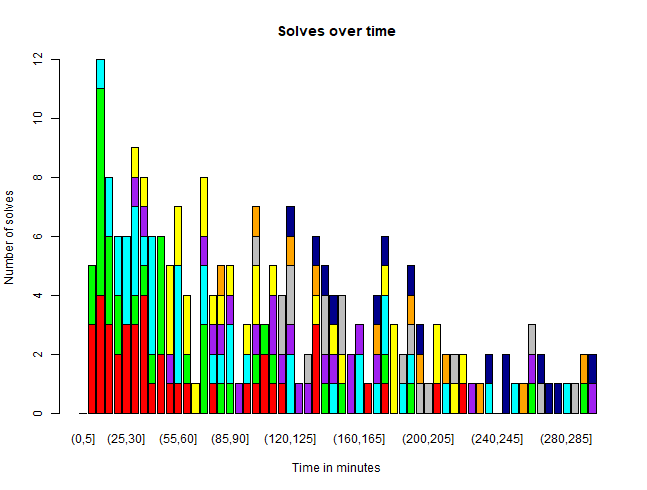 Solves over time
Number of solves
12
10
8
6
4
2
0
(0,5] (25,30] (55,60] (85,90] (120,125] (160,165] (200,205] (240,245] (280,285]
Time in minutes